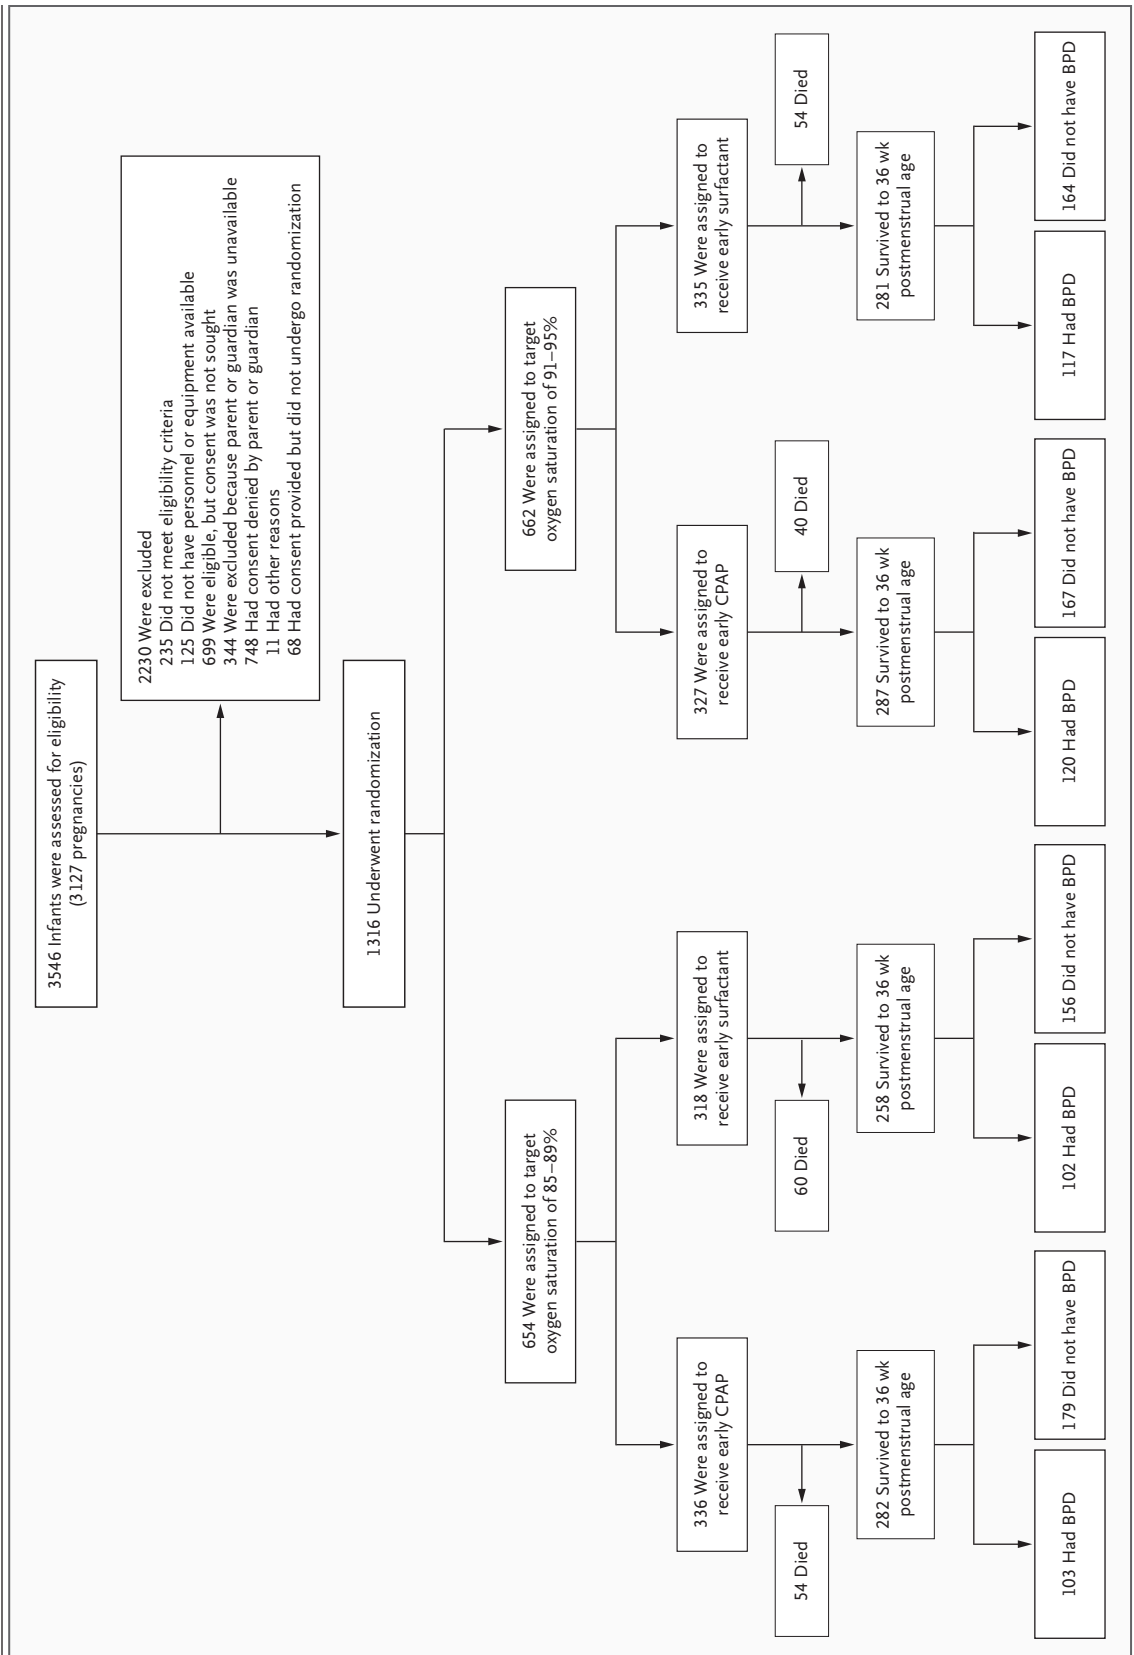 3546 Infants were assessed for eligibility
(3127 pregnancies)
2230 Were excluded
235 Did not meet eligibility criteria
125 Did not have personnel or equipment available
699 Were eligible, but consent was not sought
344 Were excluded because parent or guardian was unavailable
748 Had consent denied by parent or guardian
11 Had other reasons
68 Had consent provided but did not undergo randomization
1316 Underwent randomization
654 Were assigned to target
oxygen saturation of 85–89%
662 Were assigned to target
oxygen saturation of 91–95%
336 Were assigned to
receive early CPAP
318 Were assigned to
receive early surfactant
327 Were assigned to
receive early CPAP
335 Were assigned to
receive early surfactant
54 Died
60 Died
40 Died
54 Died
282 Survived to 36 wk
postmenstrual age
258 Survived to 36 wk
postmenstrual age
287 Survived to 36 wk
postmenstrual age
281 Survived to 36 wk
postmenstrual age
103 Had BPD
179 Did not have BPD
102 Had BPD
156 Did not have BPD
120 Had BPD
167 Did not have BPD
117 Had BPD
164 Did not have BPD